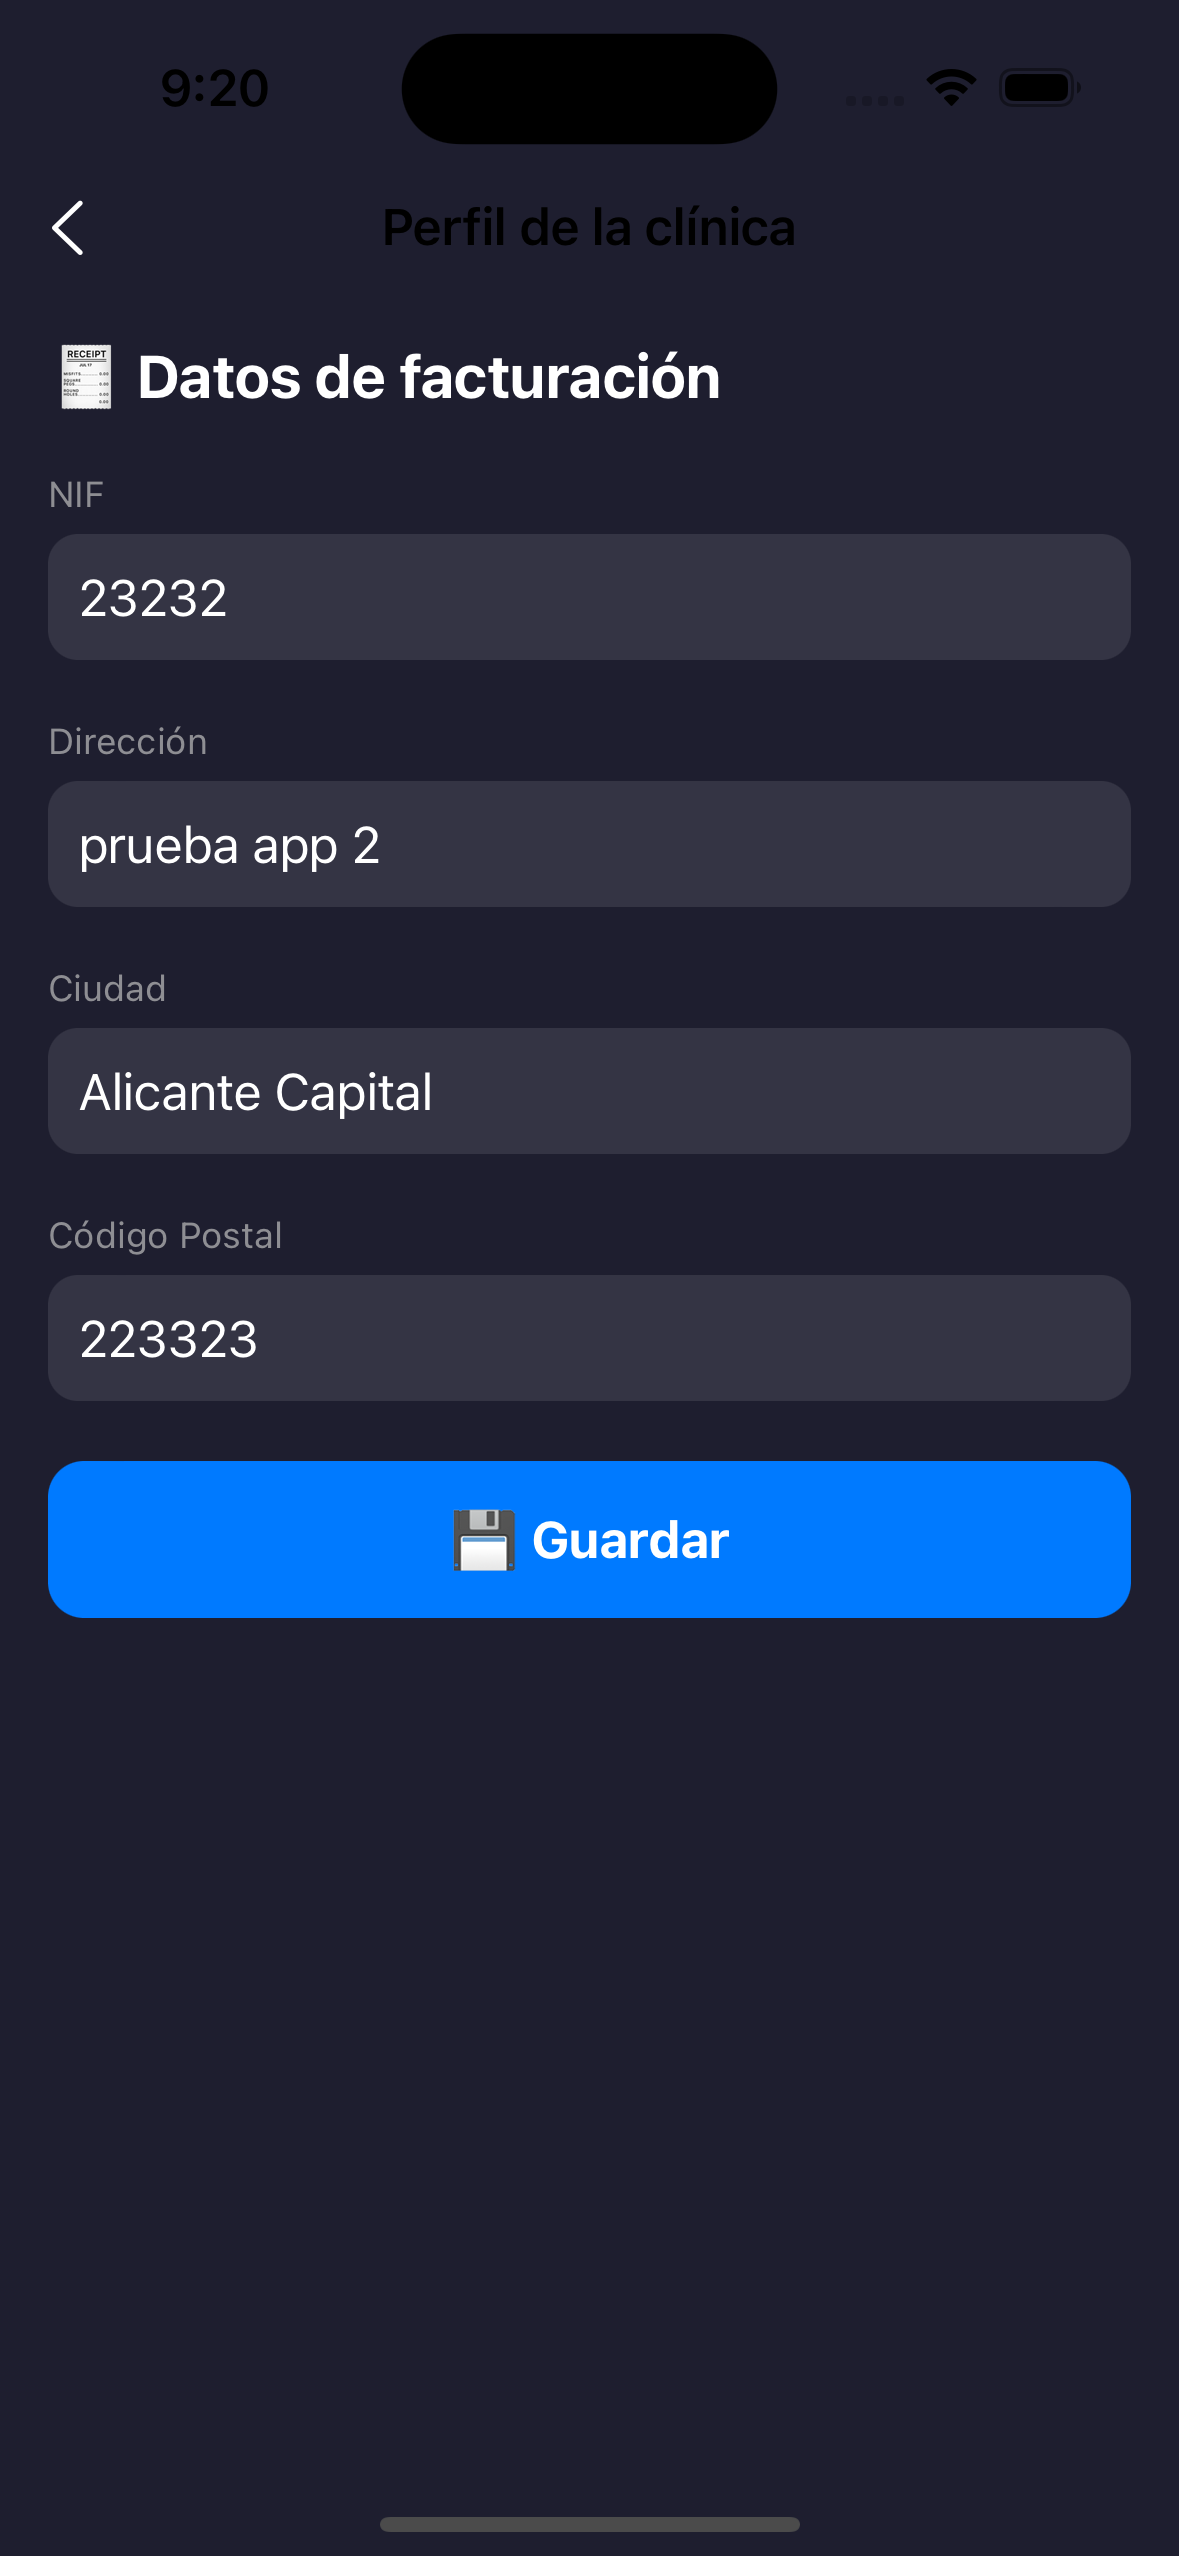 9:20
Perfil de la clínica
RECEIPT
Datos de facturación
NIF
23232
Dirección
prueba app 2
Ciudad
Alicante Capital
Código Postal
223323
Guardar